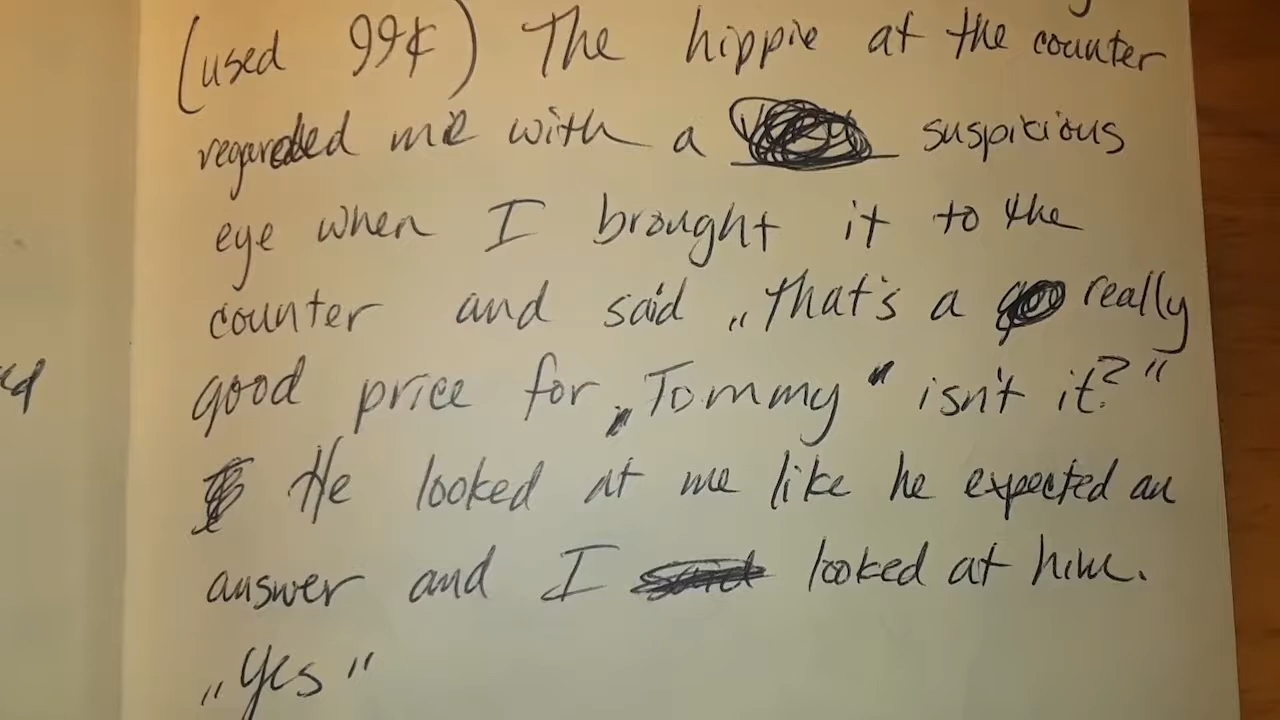 (used 99¢) The hippie at the counter
regarded me with a suspicious
eye when I brought it to the
counter and said „that's a really
good price for „Tommy" isn't it?"
He looked at me like he expected an
answer and I looked at him.
„Yes"